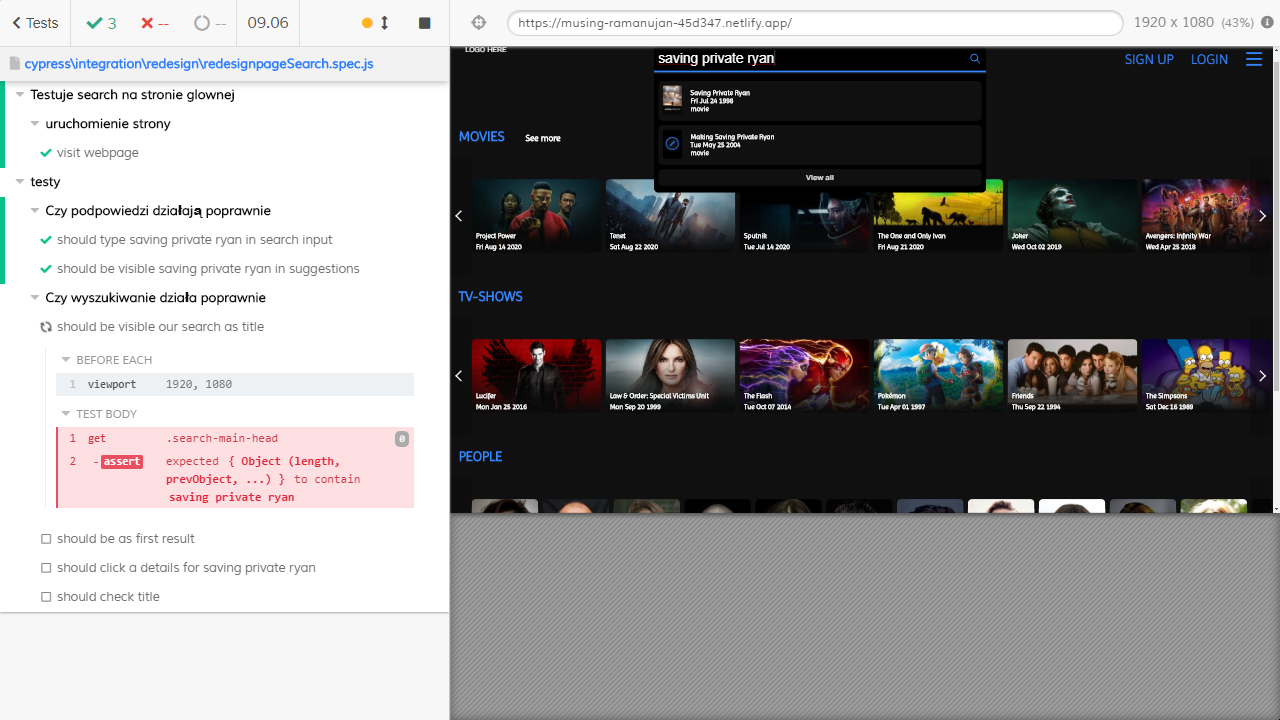 Tests
3
--
--
09.06
https://musing-ramanujan-45d347.netlify.app/
1920 x 1080 (43%)
cypress\integration\redesign\redesignpageSearch.spec.js
Testuje search na stronie glownej
uruchomienie strony
visit webpage
testy
Czy podpowiedzi działają poprawnie
should type saving private ryan in search input
should be visible saving private ryan in suggestions
Czy wyszukiwanie działa poprawnie
should be visible our search as title
BEFORE EACH
1 viewport 1920, 1080
TEST BODY
1 get .search-main-head 0
2 -assert expected { Object (length,
prevObject, ...) } to contain
saving private ryan
should be as first result
should click a details for saving private ryan
should check title
LOGO HERE
saving private ryan
SIGN UP LOGIN
Saving Private Ryan
Fri Jul 24 1998
movie
Making Saving Private Ryan
Tue May 25 2004
movie
View all
MOVIES See more
Project Power
Fri Aug 14 2020
Tenet
Sat Aug 22 2020
Sputnik
Tue Jul 14 2020
The One and Only Ivan
Fri Aug 21 2020
Joker
Wed Oct 02 2019
Avengers: Infinity War
Wed Apr 25 2018
TV-SHOWS
Lucifer
Mon Jan 25 2016
Law & Order: Special Victims Unit
Mon Sep 20 1999
The Flash
Tue Oct 07 2014
Pokémon
Tue Apr 01 1997
Friends
Thu Sep 22 1994
The Simpsons
Sat Dec 16 1989
PEOPLE